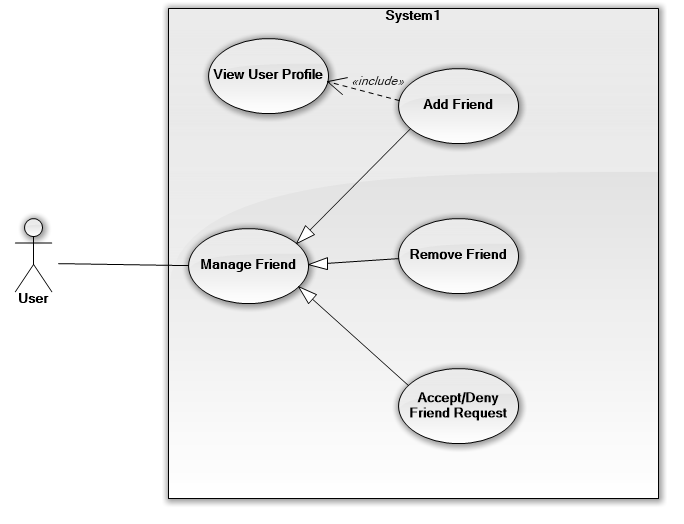 System1
View User Profile
«include»
Add Friend
Manage Friend
Remove Friend
User
Accept/Deny
Friend Request